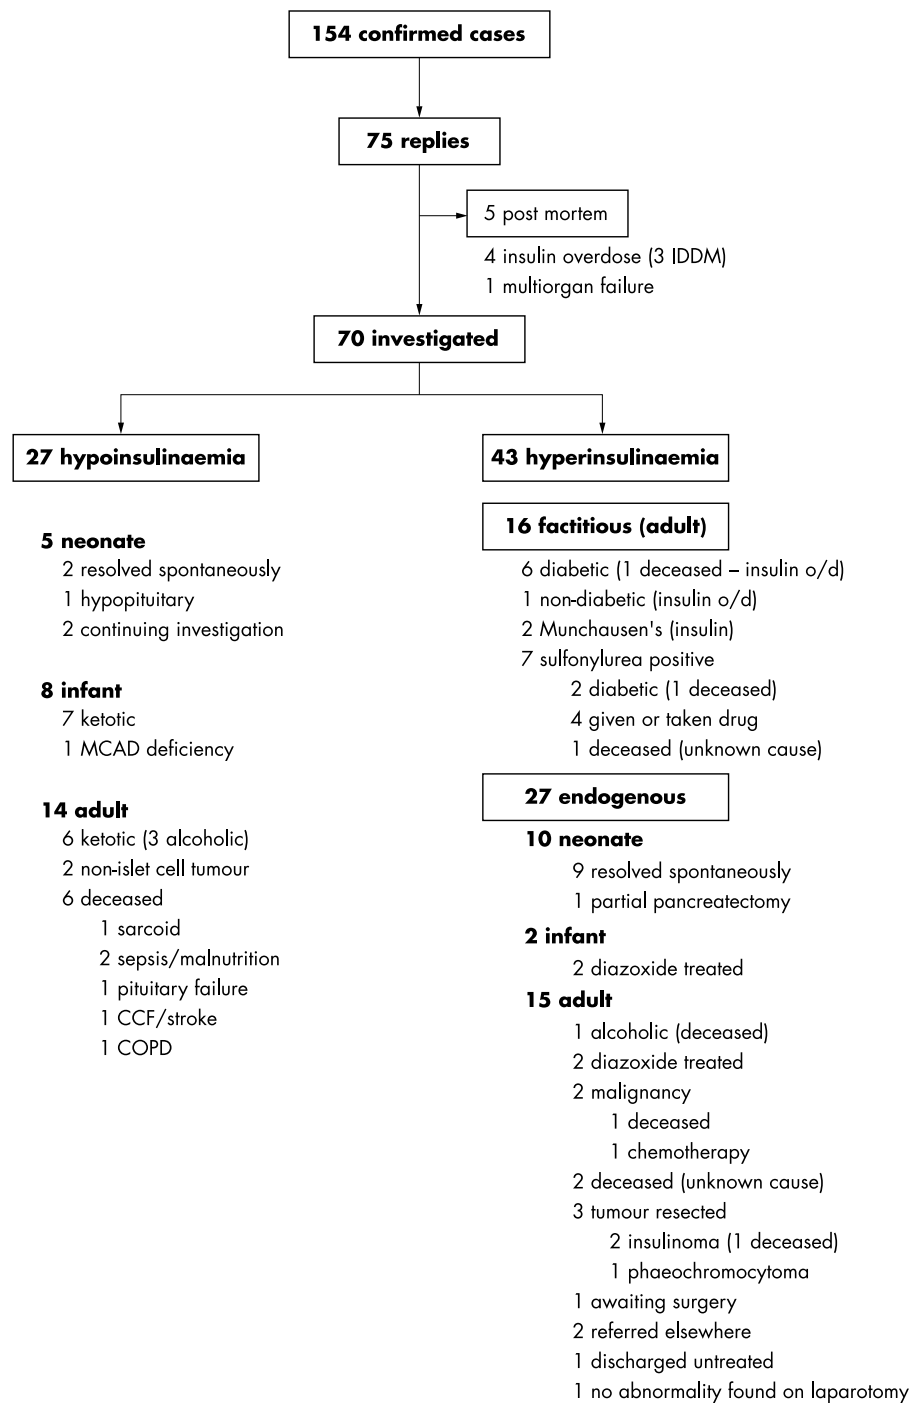 154 confirmed cases
75 replies
5 post mortem
4 insulin overdose (3 IDDM)
1 multiorgan failure
70 investigated
27 hypoinsulinaemia
5 neonate
2 resolved spontaneously
1 hypopituitary
2 continuing investigation
8 infant
7 ketotic
1 MCAD deficiency
14 adult
6 ketotic (3 alcoholic)
2 non-islet cell tumour
6 deceased
1 sarcoid
2 sepsis/malnutrition
1 pituitary failure
1 CCF/stroke
1 COPD
43 hyperinsulinaemia
16 factitious (adult)
6 diabetic (1 deceased – insulin o/d)
1 non-diabetic (insulin o/d)
2 Munchausen's (insulin)
7 sulfonylurea positive
2 diabetic (1 deceased)
4 given or taken drug
1 deceased (unknown cause)
27 endogenous
10 neonate
9 resolved spontaneously
1 partial pancreatectomy
2 infant
2 diazoxide treated
15 adult
1 alcoholic (deceased)
2 diazoxide treated
2 malignancy
1 deceased
1 chemotherapy
2 deceased (unknown cause)
3 tumour resected
2 insulinoma (1 deceased)
1 phaeochromocytoma
1 awaiting surgery
2 referred elsewhere
1 discharged untreated
1 no abnormality found on laparotomy